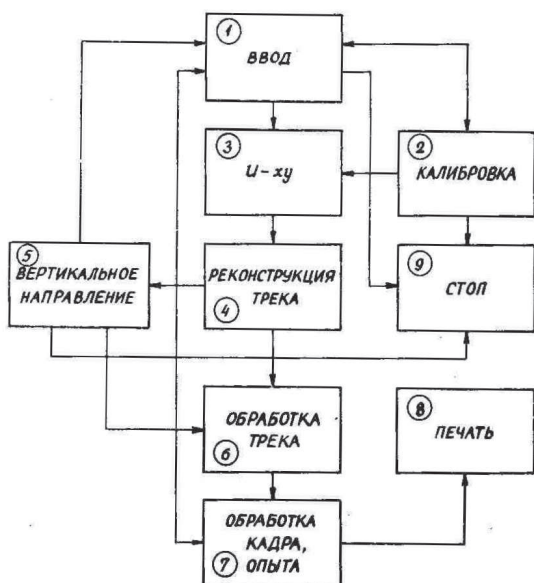 1
ВВОД
3
И-ху
2
КАЛИБРОВКА
5
ВЕРТИКАЛЬНОЕ
НАПРАВЛЕНИЕ
РЕКОНСТРУКЦИЯ
ТРЕКА
4
9
СТОП
ОБРАБОТКА
ТРЕКА
6
8
ПЕЧАТЬ
ОБРАБОТКА
КАДРА,
ОПЫТА
7